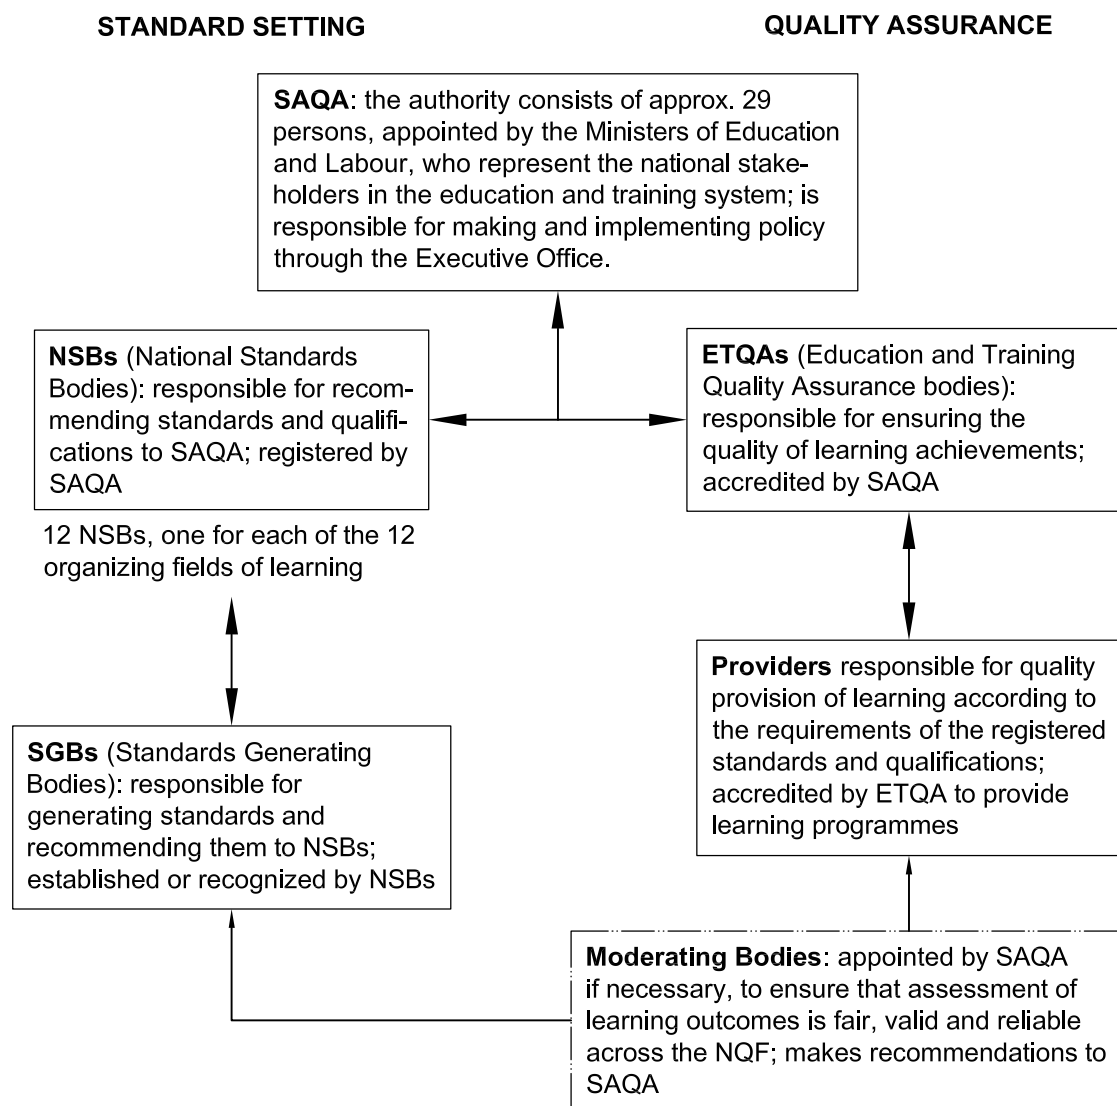 STANDARD SETTING
QUALITY ASSURANCE
SAQA: the authority consists of approx. 29
persons, appointed by the Ministers of Education
and Labour, who represent the national stake-
holders in the education and training system; is
responsible for making and implementing policy
through the Executive Office.
NSBs (National Standards
Bodies): responsible for recom-
mending standards and qualifi-
cations to SAQA; registered by
SAQA
12 NSBs, one for each of the 12
organizing fields of learning
ETQAs (Education and Training
Quality Assurance bodies):
responsible for ensuring the
quality of learning achievements;
accredited by SAQA
SGBs (Standards Generating
Bodies): responsible for
generating standards and
recommending them to NSBs;
established or recognized by NSBs
Providers responsible for quality
provision of learning according to
the requirements of the registered
standards and qualifications;
accredited by ETQA to provide
learning programmes
Moderating Bodies: appointed by SAQA
if necessary, to ensure that assessment of
learning outcomes is fair, valid and reliable
across the NQF; makes recommendations to
SAQA